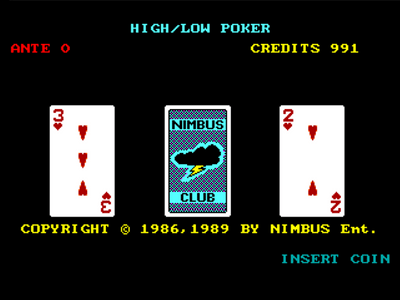 HIGH/LOW POKER
ANTE 0 CREDITS 991
3 NIMBUS 2
CLUB
3 2
COPYRIGHT © 1986,1989 BY NIMBUS Ent.
INSERT COIN